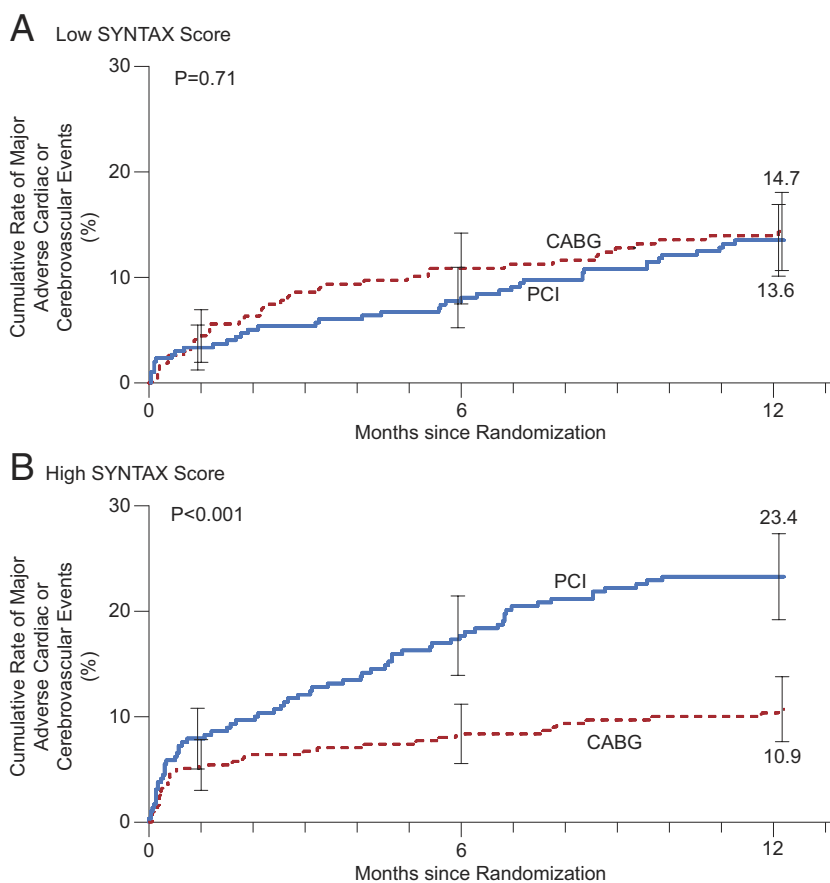 A Low SYNTAX Score
30
20
10
0
P=0.71
Cumulative Rate of Major
Adverse Cardiac or
Cerebrovascular Events
(%)
14.7
CABG
PCI
13.6
0
6
12
Months since Randomization
B High SYNTAX Score
30
20
10
0
P<0.001
Cumulative Rate of Major
Adverse Cardiac or
Cerebrovascular Events
(%)
23.4
PCI
CABG
10.9
0
6
12
Months since Randomization